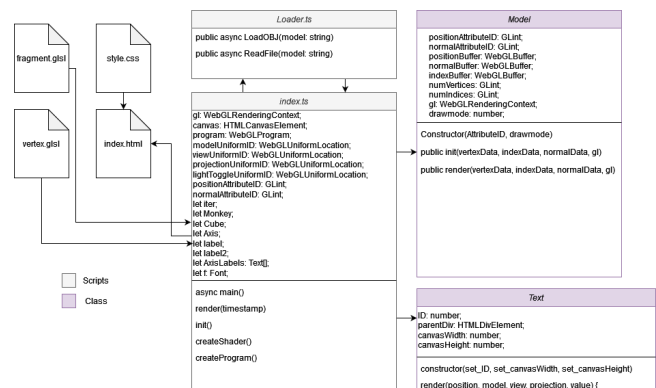 fragment.glsl
style.css
vertex.glsl
index.html
Scripts
Class
Loader.ts
public async LoadOBJ(model: string)
public async ReadFile(model: string)
index.ts
gl: WebGLRenderingContext;
canvas: HTMLCanvasElement;
program: WebGLProgram;
modelUniformID: WebGLUniformLocation;
viewUniformID: WebGLUniformLocation;
projectionUniformID: WebGLUniformLocation;
lightToggleUniformID: WebGLUniformLocation;
positionAttributeID: GLint;
normalAttributeID: GLint;
let iter;
let Monkey;
let Cube;
let Axis;
let label;
let label2;
let AxisLabels: Text[];
let f: Font;
async main()
render(timestamp)
init()
createShader()
createProgram()
Model
positionAttributeID: GLint;
normalAttributeID: GLint;
positionBuffer: WebGLBuffer;
normalBuffer: WebGLBuffer;
indexBuffer: WebGLBuffer;
numVertices: GLint;
numIndices: GLint;
gl: WebGLRenderingContext;
drawmode: number;
Constructor(AttributeID, drawmode)
public init(vertexData, indexData, normalData, gl)
public render(vertexData, indexData, normalData, gl)
Text
ID: number;
parentDiv: HTMLDivElement;
canvasWidth: number;
canvasHeight: number;
constructor(set_ID, set_canvasWidth, set_canvasHeight)
render(position, model, view, projection, value) {